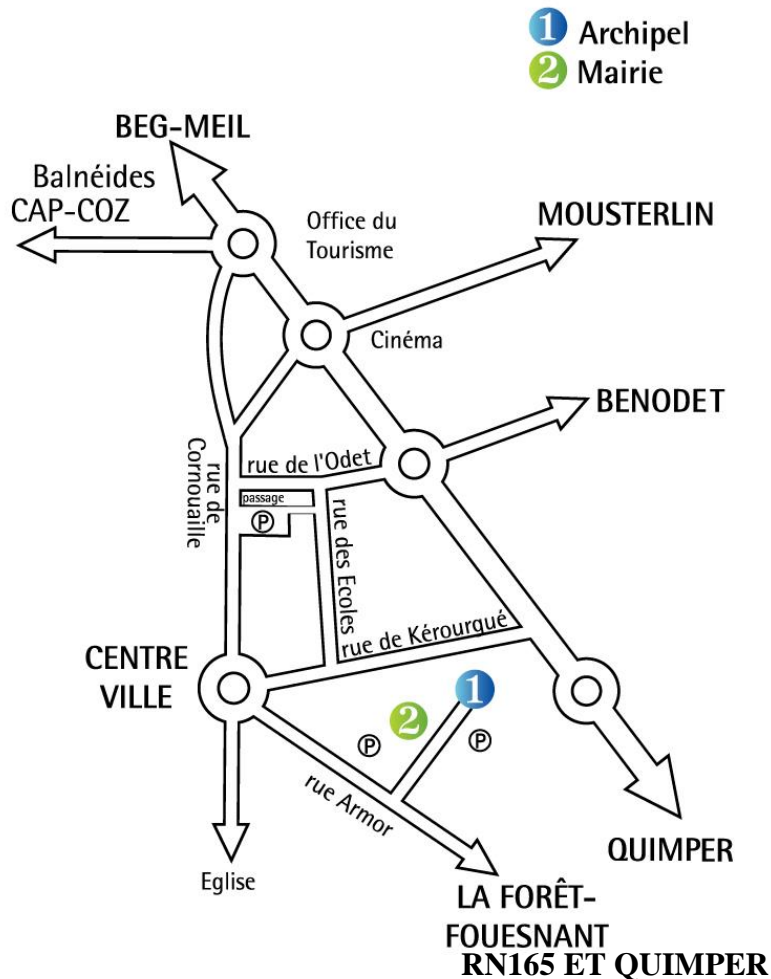 1 Archipel
2 Mairie
BEG-MEIL
Balnéides
CAP-COZ
Office du
Tourisme
MOUSTERLIN
Cinéma
BENODET
rue de l'Odet
rue de
Cornouaille
passage
P
rue des Ecoles
rue de Kérourgué
CENTRE
VILLE
1
2
P
P
rue Armor
Eglise
QUIMPER
LA FORÊT-
FOUESNANT
RN165 ET QUIMPER